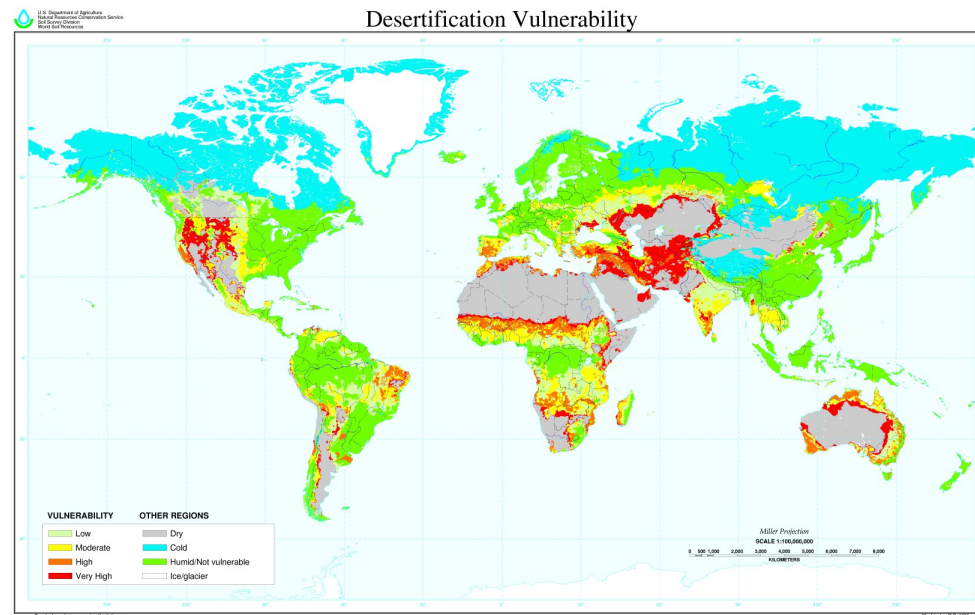 U.S. Department of Agriculture
Natural Resources Conservation Service
Soil Survey Division
World Soil Resources
Desertification Vulnerability
VULNERABILITY
Low
Moderate
High
Very High
OTHER REGIONS
Dry
Cold
Humid/Not vulnerable
Ice/glacier
Miller Projection
SCALE 1:100,000,000
0 500 1,000 2,000 3,000 4,000 5,000 6,000 7,000 8,000
KILOMETERS